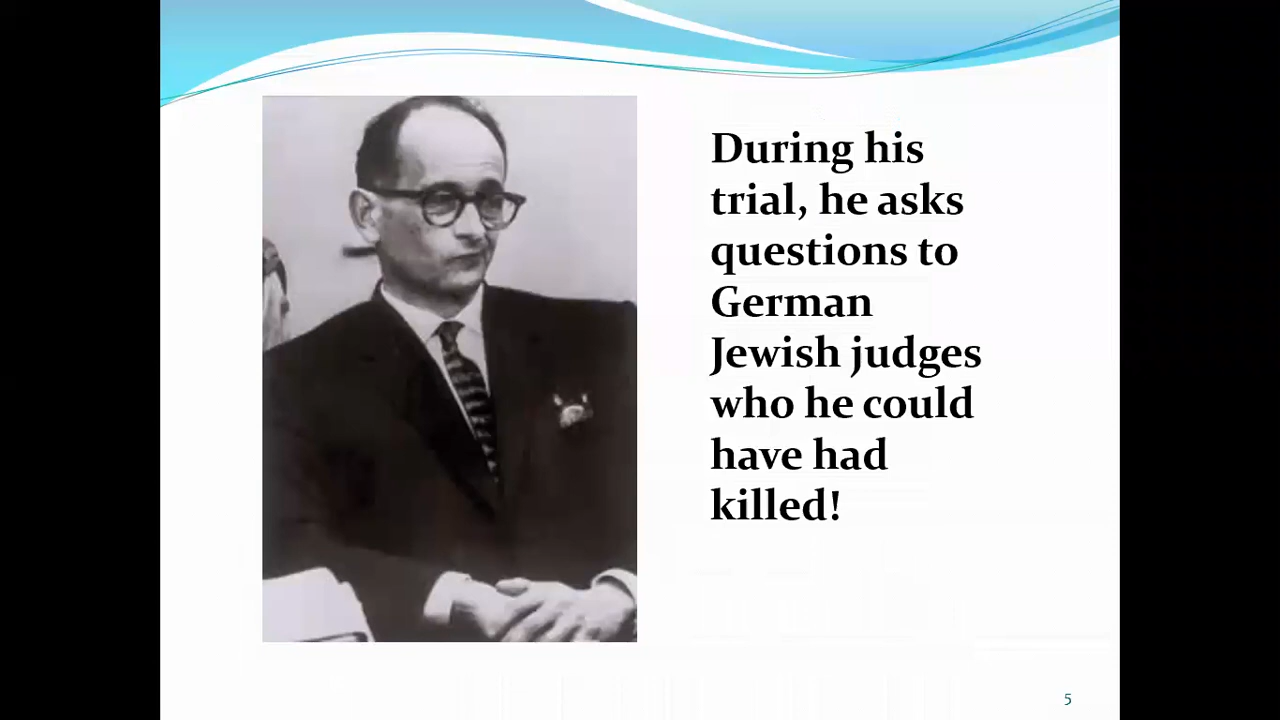 During his
trial, he asks
questions to
German
Jewish judges
who he could
have had
killed!
5